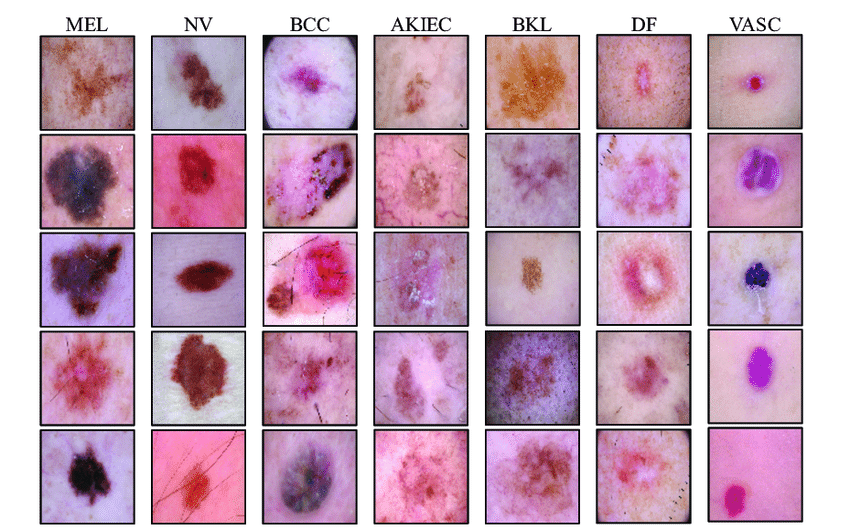 MEL NV BCC AKIEC BKL DF VASC